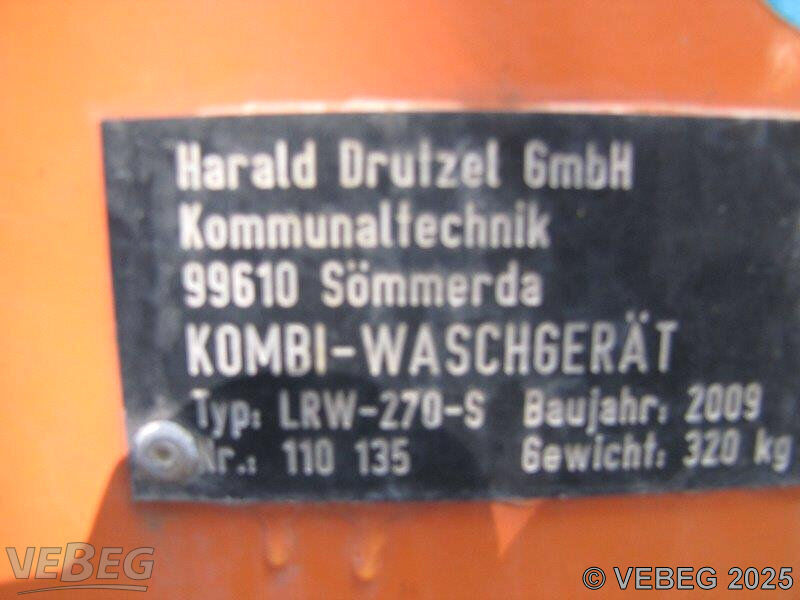 Harald Drutzel GmbH
Kommunaltechnik
99610 Sömmerda
KOMBI-WASCHGERÄT
Typ: LRW-270-S Baujahr: 2009
Nr.: 110 135 Gewicht: 320 kg
VEBEG
© VEBEG 2025